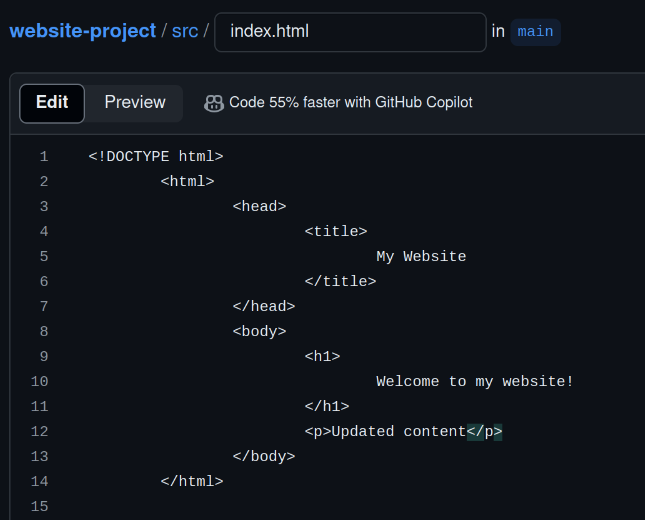 website-project / src / index.html in main
Edit Preview Code 55% faster with GitHub Copilot
1 <!DOCTYPE html>
2 <html>
3 <head>
4 <title>
5 My Website
6 </title>
7 </head>
8 <body>
9 <h1>
10 Welcome to my website!
11 </h1>
12 <p>Updated content</p>
13 </body>
14 </html>
15